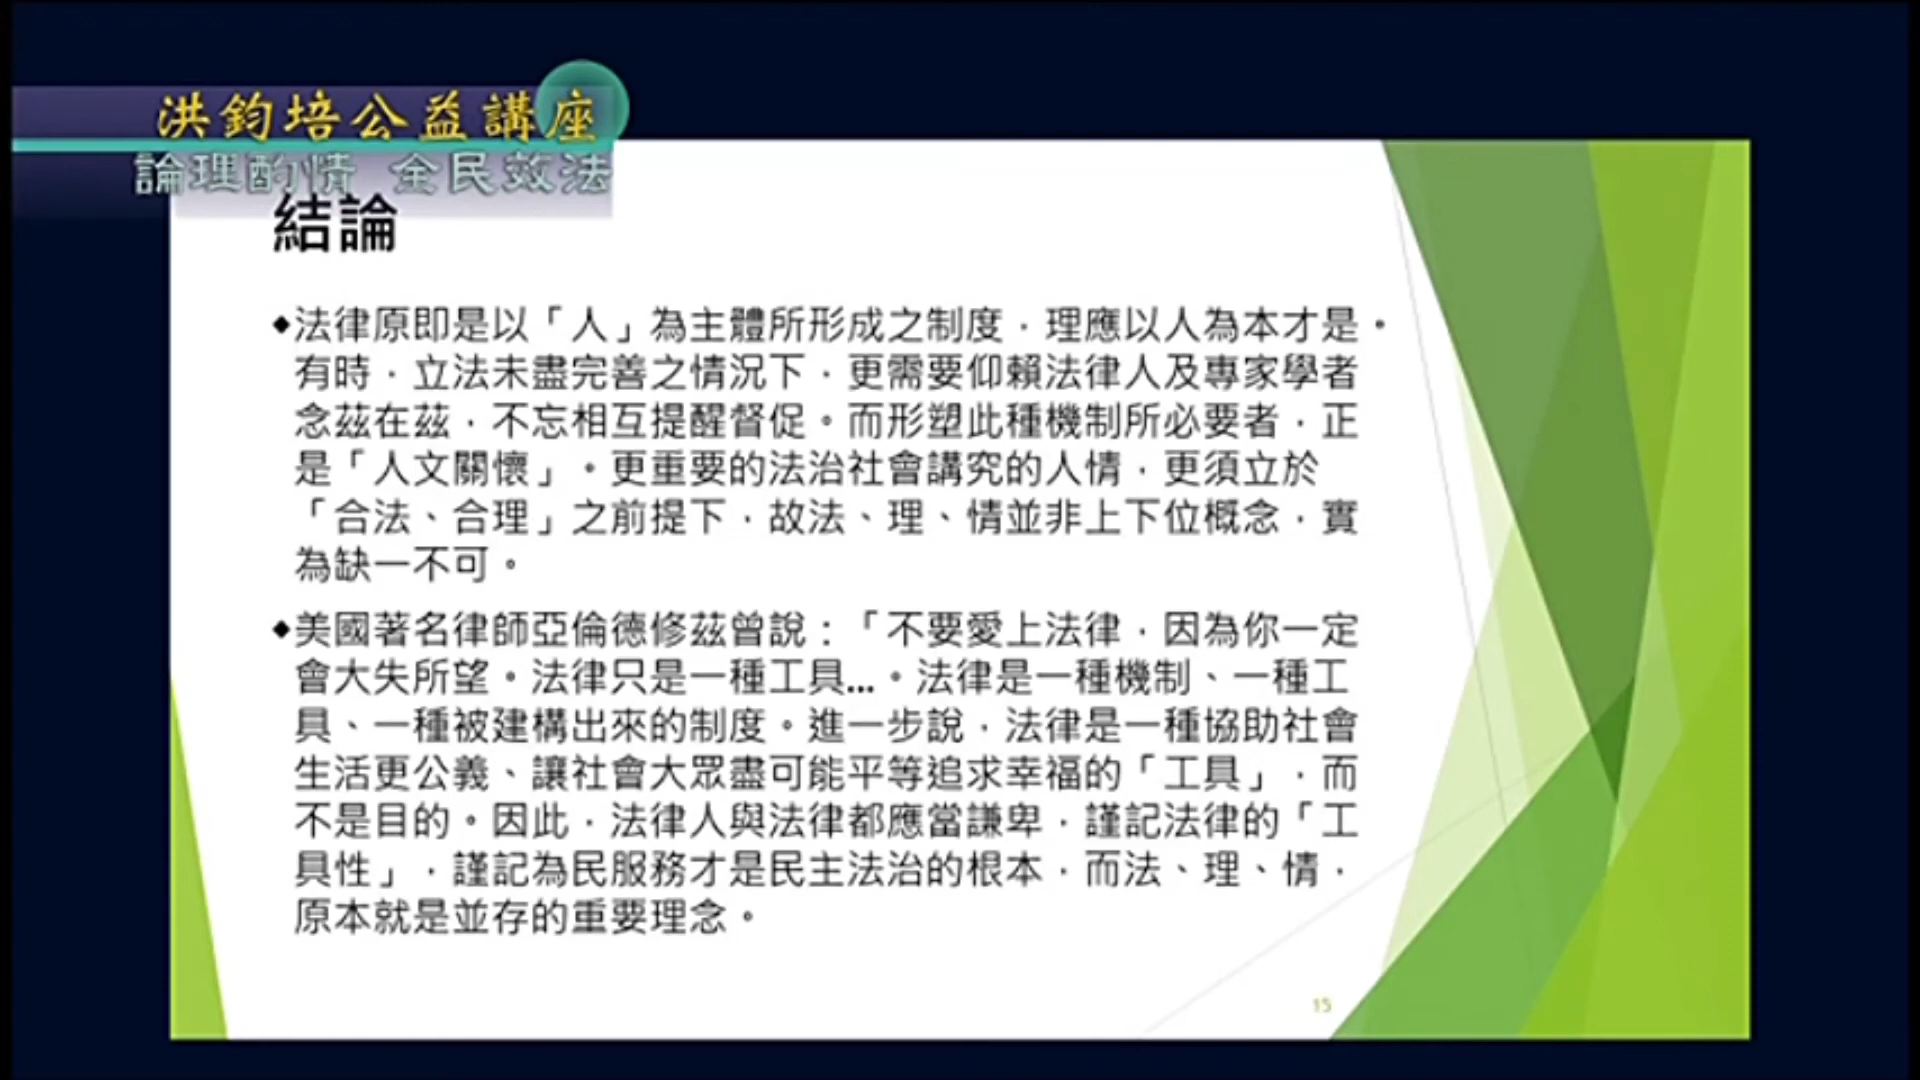 洪鈞培公益講座
論理酌情 全民效法
結論
◆法律原即是以「人」為主體所形成之制度，理應以人為本才是。
有時，立法未盡完善之情況下，更需要仰賴法律人及專家學者
念茲在茲，不忘相互提醒督促。而形塑此種機制所必要者，正
是「人文關懷」。更重要的法治社會講究的人情，更須立於
「合法、合理」之前提下，故法、理、情並非上下位概念，實
為缺一不可。
◆美國著名律師亞倫德修茲曾說：「不要愛上法律，因為你一定
會大失所望。法律只是一種工具...。法律是一種機制、一種工
具、一種被建構出來的制度。進一步說，法律是一種協助社會
生活更公義、讓社會大眾盡可能平等追求幸福的「工具」，而
不是目的。因此，法律人與法律都應當謙卑，謹記法律的「工
具性」，謹記為民服務才是民主法治的根本，而法、理、情，
原本就是並存的重要理念。
15